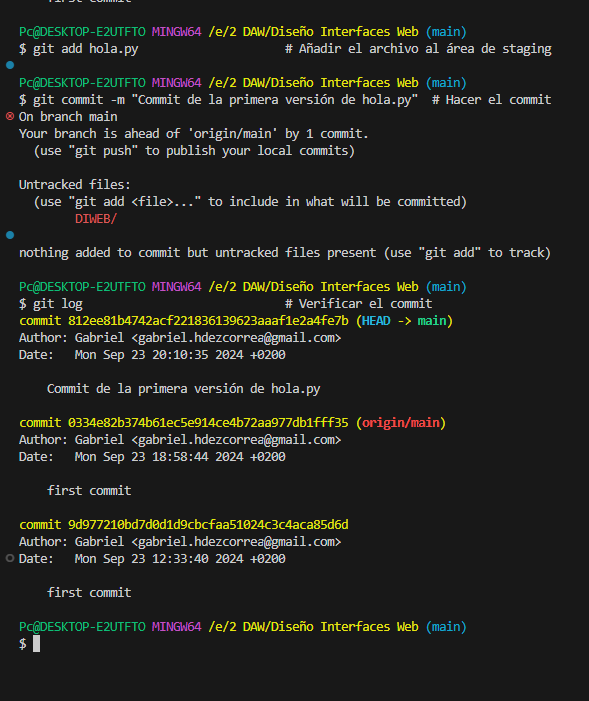 first commit
Pc@DESKTOP-E2UTFTO MINGW64 /e/2 DAW/Diseño Interfaces Web (main)
$ git add hola.py                     # Añadir el archivo al área de staging
Pc@DESKTOP-E2UTFTO MINGW64 /e/2 DAW/Diseño Interfaces Web (main)
$ git commit -m "Commit de la primera versión de hola.py"  # Hacer el commit
On branch main
Your branch is ahead of 'origin/main' by 1 commit.
  (use "git push" to publish your local commits)
Untracked files:
  (use "git add <file>..." to include in what will be committed)
        DIWEB/
nothing added to commit but untracked files present (use "git add" to track)
Pc@DESKTOP-E2UTFTO MINGW64 /e/2 DAW/Diseño Interfaces Web (main)
$ git log                             # Verificar el commit
commit 812ee81b4742acf221836139623aaaf1e2a4fe7b (HEAD -> main)
Author: Gabriel <gabriel.hdezcorrea@gmail.com>
Date:   Mon Sep 23 20:10:35 2024 +0200
    Commit de la primera versión de hola.py
commit 0334e82b374b61ec5e914ce4b72aa977db1fff35 (origin/main)
Author: Gabriel <gabriel.hdezcorrea@gmail.com>
Date:   Mon Sep 23 18:58:44 2024 +0200
    first commit
commit 9d977210bd7d0d1d9cbcfaa51024c3c4aca85d6d
Author: Gabriel <gabriel.hdezcorrea@gmail.com>
Date:   Mon Sep 23 12:33:40 2024 +0200
    first commit
Pc@DESKTOP-E2UTFTO MINGW64 /e/2 DAW/Diseño Interfaces Web (main)
$